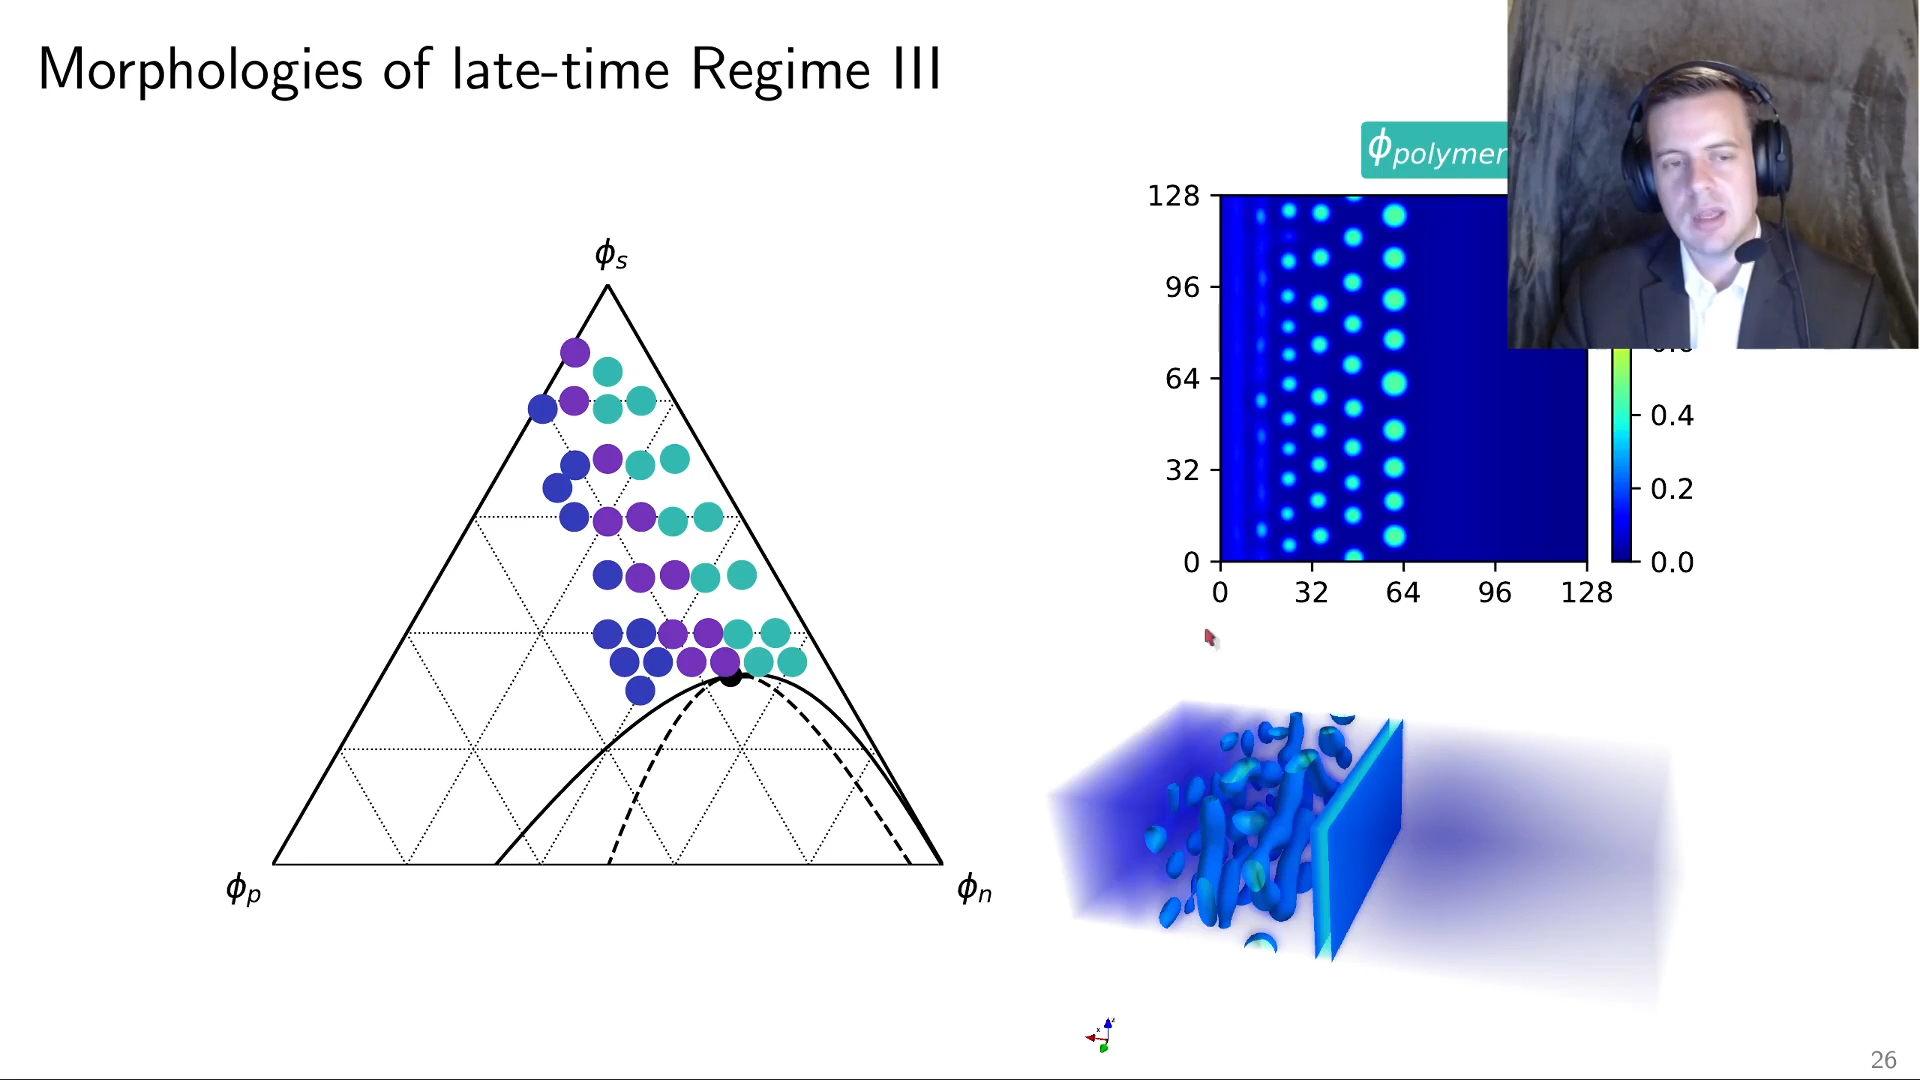 Morphologies of late-time Regime III
ϕpolymer
128
96
64
32
0
0 32 64 96 128
0.4
0.2
0.0
ϕs
ϕp
ϕn
x
z
26